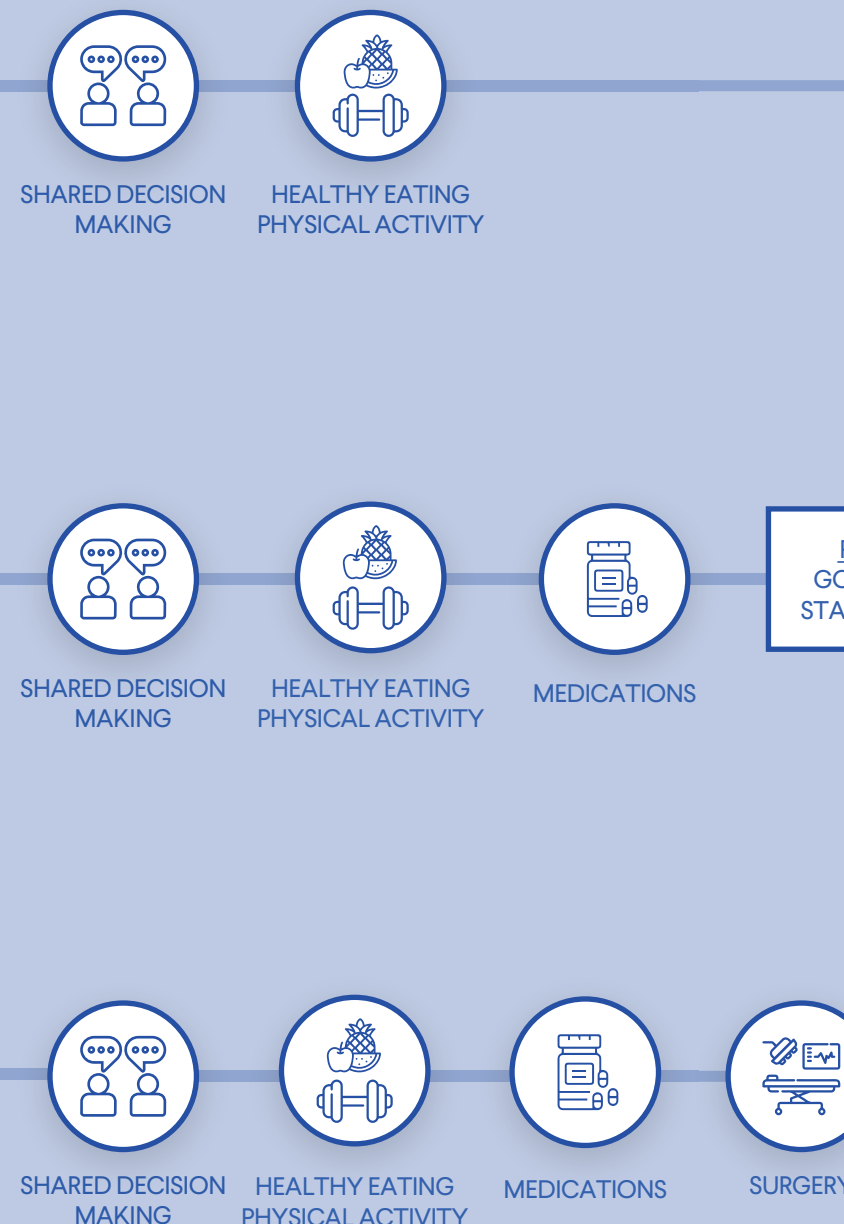 SHARED DECISION
MAKING
HEALTHY EATING
PHYSICAL ACTIVITY
SHARED DECISION
MAKING
HEALTHY EATING
PHYSICAL ACTIVITY
MEDICATIONS
SHARED DECISION
MAKING
HEALTHY EATING
PHYSICAL ACTIVITY
MEDICATIONS
SURGERY